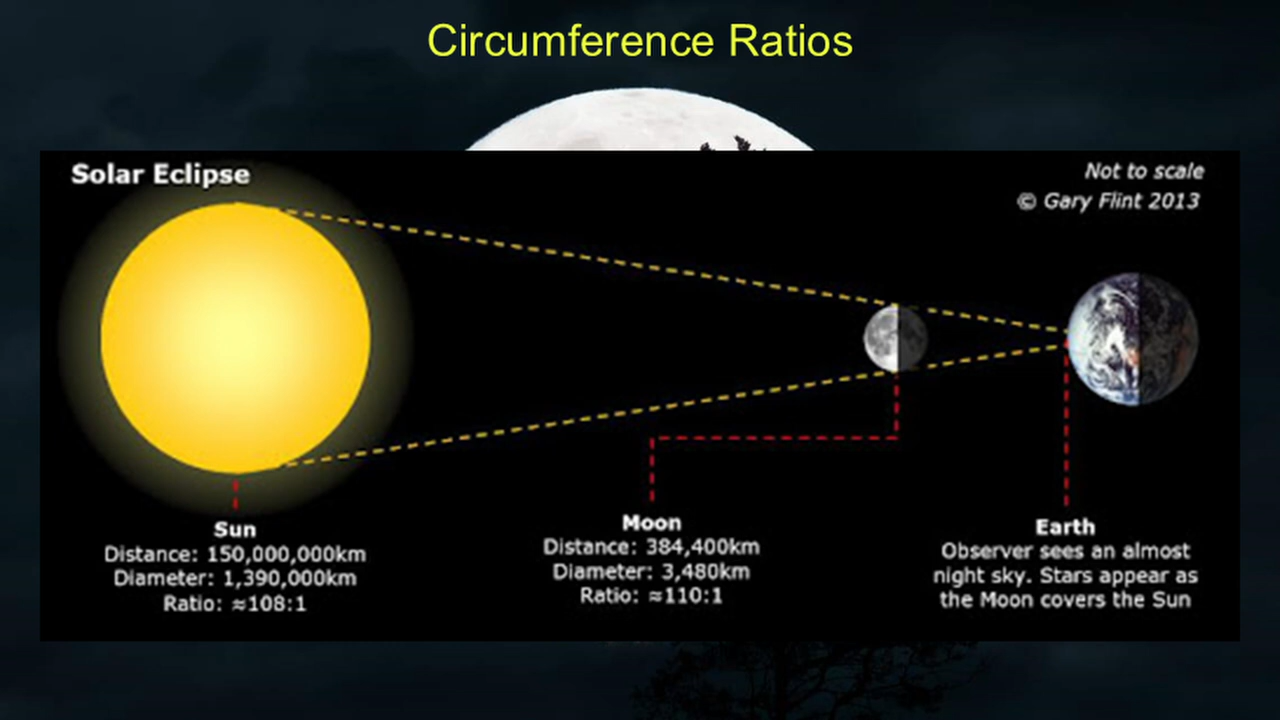 Circumference Ratios
Solar Eclipse
Not to scale
© Gary Flint 2013
Sun
Distance: 150,000,000km
Diameter: 1,390,000km
Ratio: ≈108:1
Moon
Distance: 384,400km
Diameter: 3,480km
Ratio: ≈110:1
Earth
Observer sees an almost
night sky. Stars appear as
the Moon covers the Sun